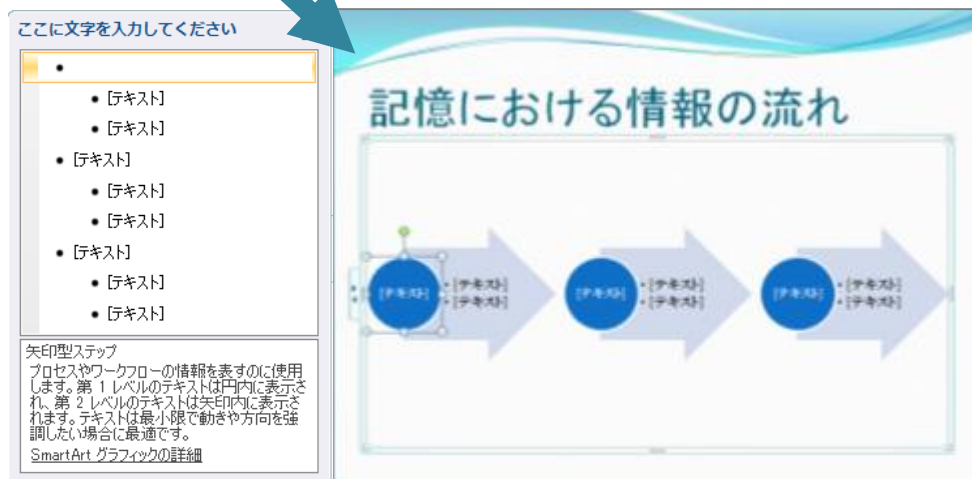 ここに文字を入力してください
•
• [テキスト]
• [テキスト]
• [テキスト]
• [テキスト]
• [テキスト]
• [テキスト]
• [テキスト]
• [テキスト]
矢印型ステップ
プロセスやワークフローの情報を表すのに使用
します。第 1 レベルのテキストは円内に表示さ
れ、第 2 レベルのテキストは矢印内に表示さ
れます。テキストは最小限で動きや方向を強
調したい場合に最適です。
SmartArt グラフィックの詳細
記憶における情報の流れ
[テキスト]
• [テキスト]
• [テキスト]
[テキスト]
• [テキスト]
• [テキスト]
[テキスト]
• [テキスト]
• [テキスト]